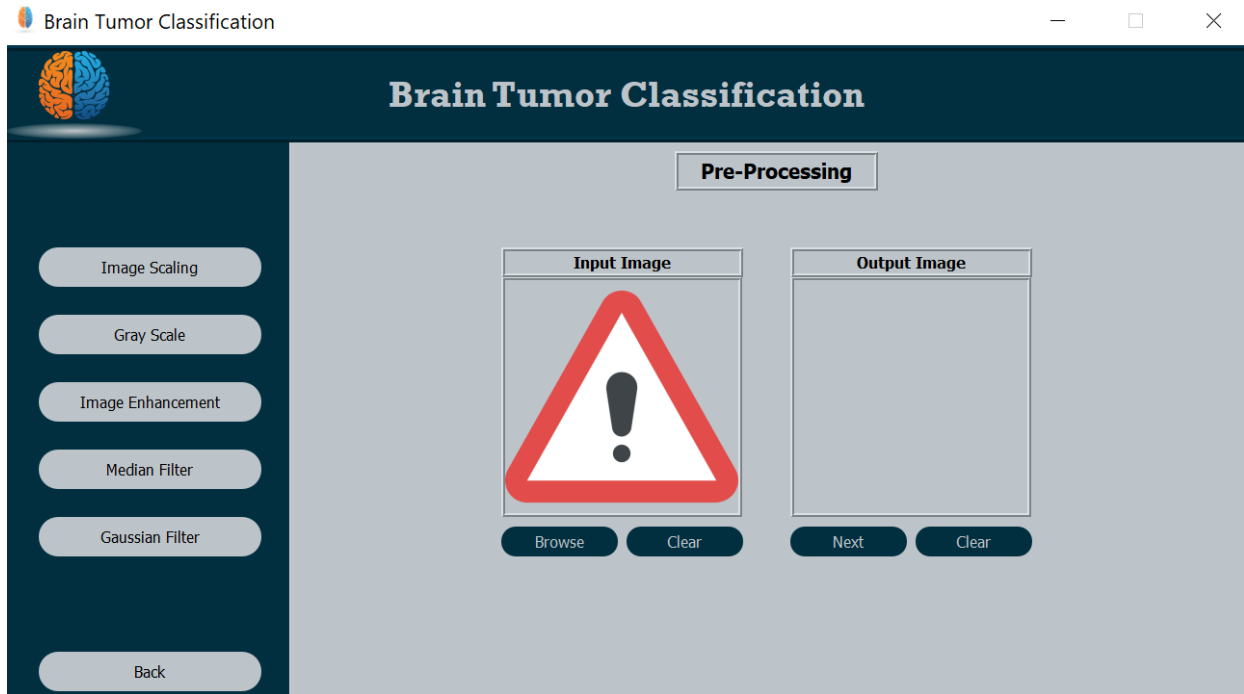 Brain Tumor Classification
Brain Tumor Classification
Pre-Processing
Image Scaling
Gray Scale
Image Enhancement
Median Filter
Gaussian Filter
Back
Input Image
Output Image
Browse
Clear
Next
Clear